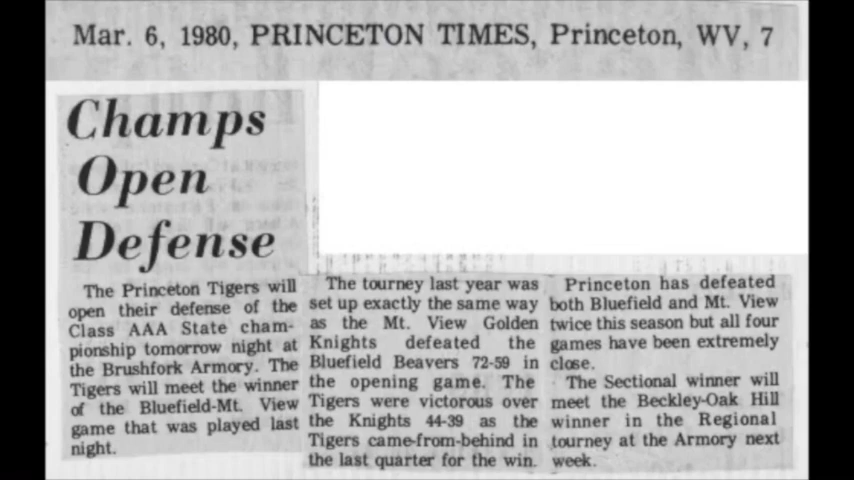 Mar. 6, 1980, PRINCETON TIMES, Princeton, WV, 7
Champs
Open
Defense
The Princeton Tigers will
open their defense of the
Class AAA State cham-
pionship tomorrow night at
the Brushfork Armory. The
Tigers will meet the winner
of the Bluefield-Mt. View
game that was played last
night.
The tourney last year was
set up exactly the same way
as the Mt. View Golden
Knights defeated the
Bluefield Beavers 72-59 in
the opening game. The
Tigers were victorous over
the Knights 44-39 as the
Tigers came-from-behind in
the last quarter for the win.
Princeton has defeated
both Bluefield and Mt. View
twice this season but all four
games have been extremely
close.
The Sectional winner will
meet the Beckley-Oak Hill
winner in the Regional
tourney at the Armory next
week.